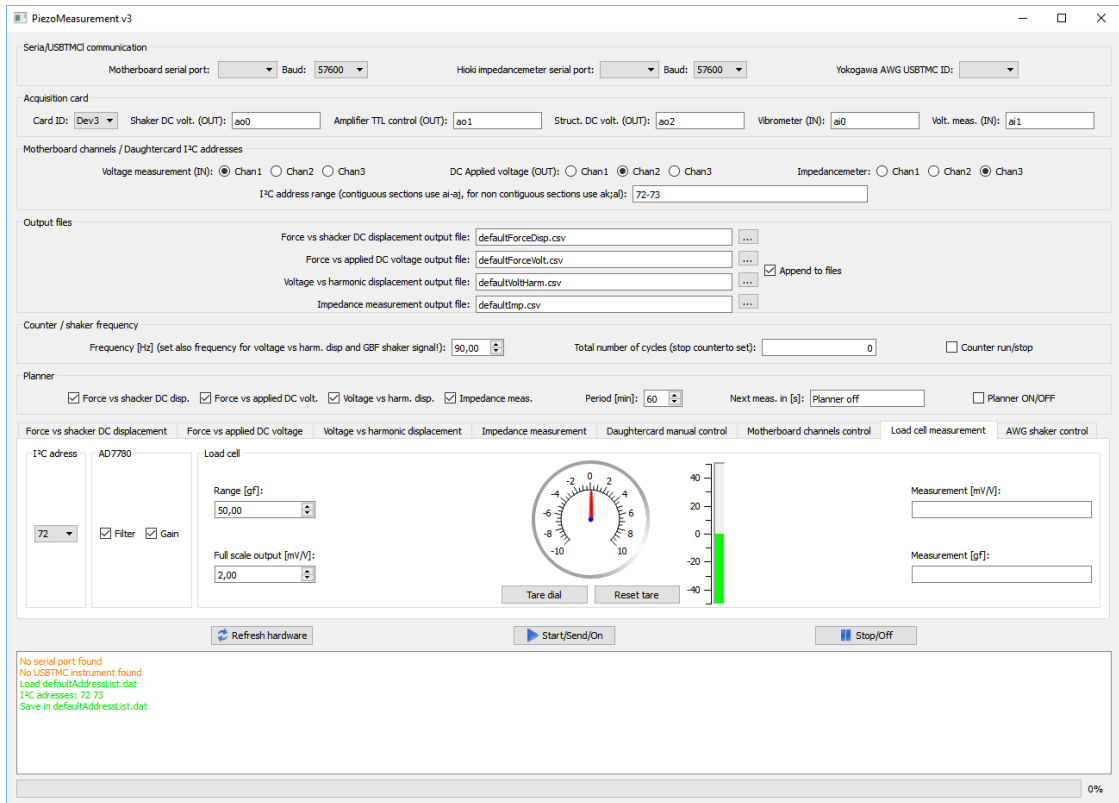 PiezoMeasurement v3
Seria/USBTMCl communication
Motherboard serial port: Baud: 57600 Hioki impedancemeter serial port: Baud: 57600 Yokogawa AWG USBTMC ID:
Acquisition card
Card ID: Dev3 Shaker DC volt. (OUT): ao0 Amplifier TTL control (OUT): ao1 Struct. DC volt. (OUT): ao2 Vibrometer (IN): ai0 Volt. meas. (IN): ai1
Motherboard channels / Daughtercard I²C addresses
Voltage measurement (IN): Chan1 Chan2 Chan3 DC Applied voltage (OUT): Chan1 Chan2 Chan3 Impedancemeter: Chan1 Chan2 Chan3
I²C address range (contiguous sections use ai-aj, for non contiguous sections use ak;al): 72-73
Output files
Force vs shacker DC displacement output file: defaultForceDisp.csv ...
Force vs applied DC voltage output file: defaultForceVolt.csv ...
Append to files
Voltage vs harmonic displacement output file: defaultVoltHarm.csv ...
Impedance measurement output file: defaultImp.csv ...
Counter / shaker frequency
Frequency [Hz] (set also frequency for voltage vs harm. disp and GBF shaker signal!): 90,00 Total number of cycles (stop counterto set): 0 Counter run/stop
Planner
Force vs shacker DC disp. Force vs applied DC volt. Voltage vs harm. disp. Impedance meas. Period [min]: 60 Next meas. in [s]: Planner off Planner ON/OFF
Force vs shacker DC displacement Force vs applied DC voltage Voltage vs harmonic displacement Impedance measurement Daughtercard manual control Motherboard channels control Load cell measurement AWG shaker control
I²C adress AD7780 Load cell
Range [gf]:
50,00
72 Filter Gain
Full scale output [mV/V]:
2,00
-10 -8 -6 -4 -2 0 2 4 6 8 10
Tare dial Reset tare
40
20
0
-20
-40
Measurement [mV/V]:
Measurement [gf]:
Refresh hardware Start/Send/On Stop/Off
No serial port found
No USBTMC instrument found
Load defaultAddressList.dat
I²C adresses: 72 73
Save in defaultAddressList.dat
0%